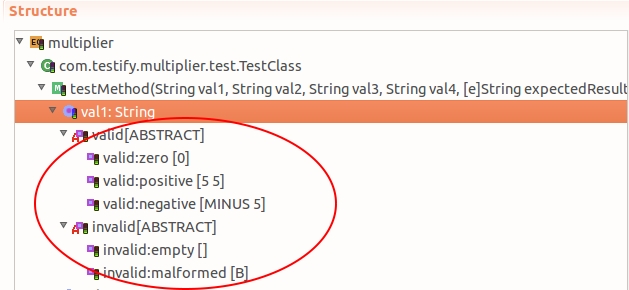 Structure
multiplier
com.testify.multiplier.test.TestClass
testMethod(String val1, String val2, String val3, String val4, [e]String expectedResult
val1: String
valid[ABSTRACT]
valid:zero [0]
valid:positive [5 5]
valid:negative [MINUS 5]
invalid[ABSTRACT]
invalid:empty []
invalid:malformed [B]